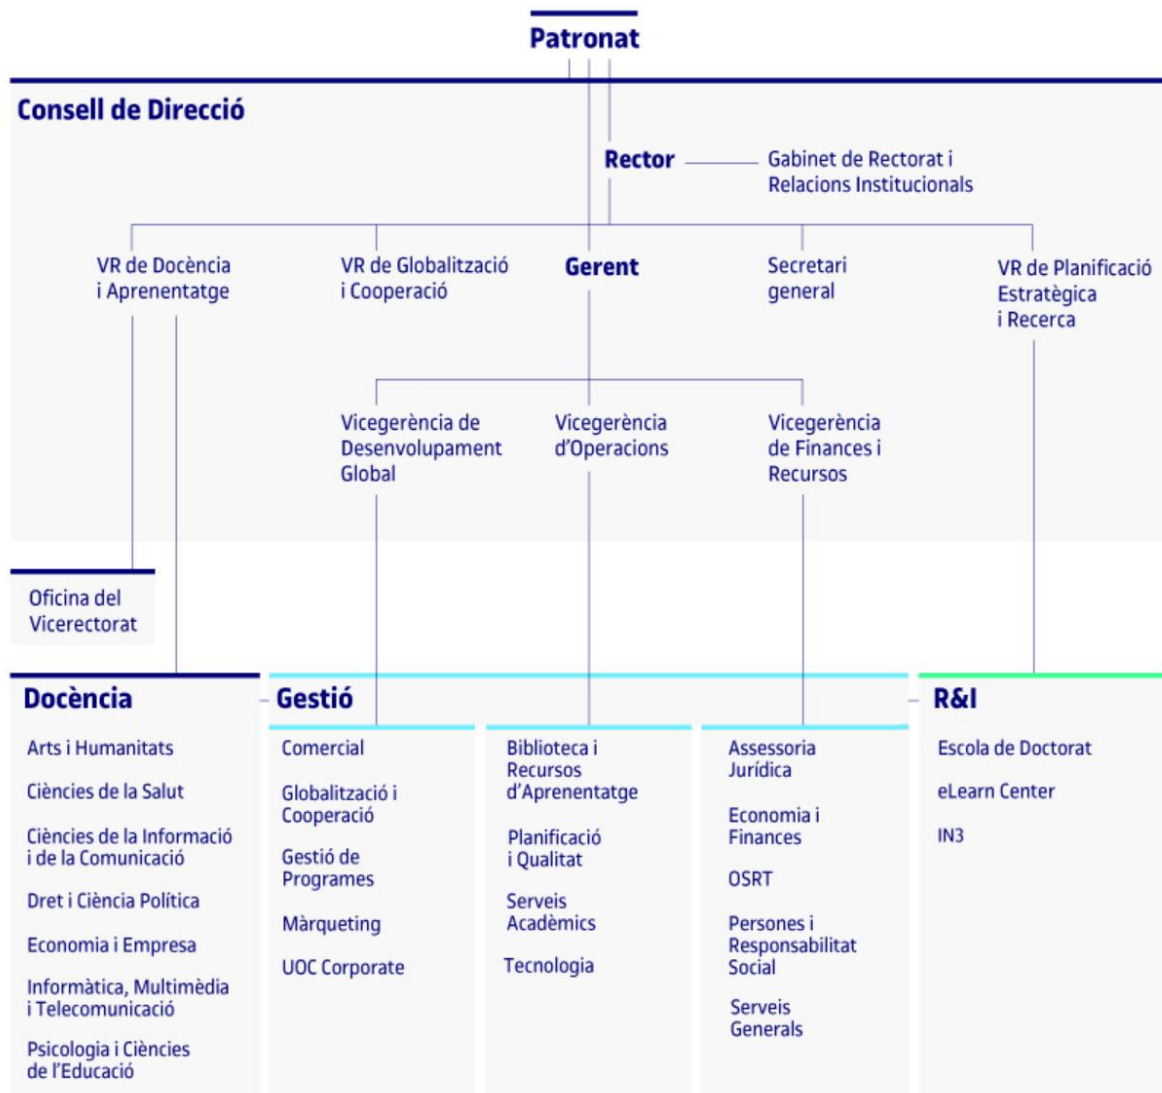 Patronat
Consell de Direcció
Rector
Gabinet de Rectorat i
Relacions Institucionals
VR de Docència
i Aprenentatge
VR de Globalització
i Cooperació
Gerent
Secretari
general
VR de Planificació
Estratègica
i Recerca
Vicegerència de
Desenvolupament
Global
Vicegerència
d'Operacions
Vicegerència
de Finances i
Recursos
Oficina del
Vicerectorat
Docència
Arts i Humanitats
Ciències de la Salut
Ciències de la Informació
i de la Comunicació
Dret i Ciència Política
Economia i Empresa
Informàtica, Multimèdia
i Telecomunicació
Psicologia i Ciències
de l'Educació
Gestió
Comercial
Globalització i
Cooperació
Gestió de
Programes
Màrqueting
UOC Corporate
Biblioteca i
Recursos
d'Aprenentatge
Planificació
i Qualitat
Serveis
Acadèmics
Tecnologia
Assessoria
Jurídica
Economia i
Finances
OSRT
Persones i
Responsabilitat
Social
Serveis
Generals
R&I
Escola de Doctorat
eLearn Center
IN3